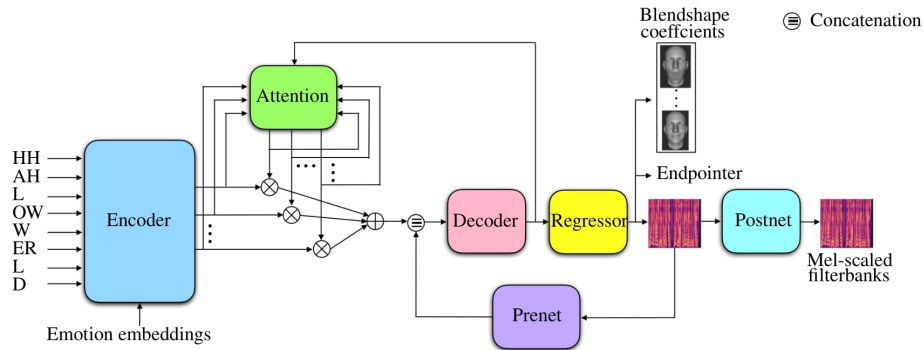 Blendshape
coeffcients
Concatenation
Attention
HH
AH
L
OW
W
ER
L
D
Encoder
Decoder
Regressor
Endpointer
Postnet
Mel-scaled
filterbanks
Prenet
Emotion embeddings